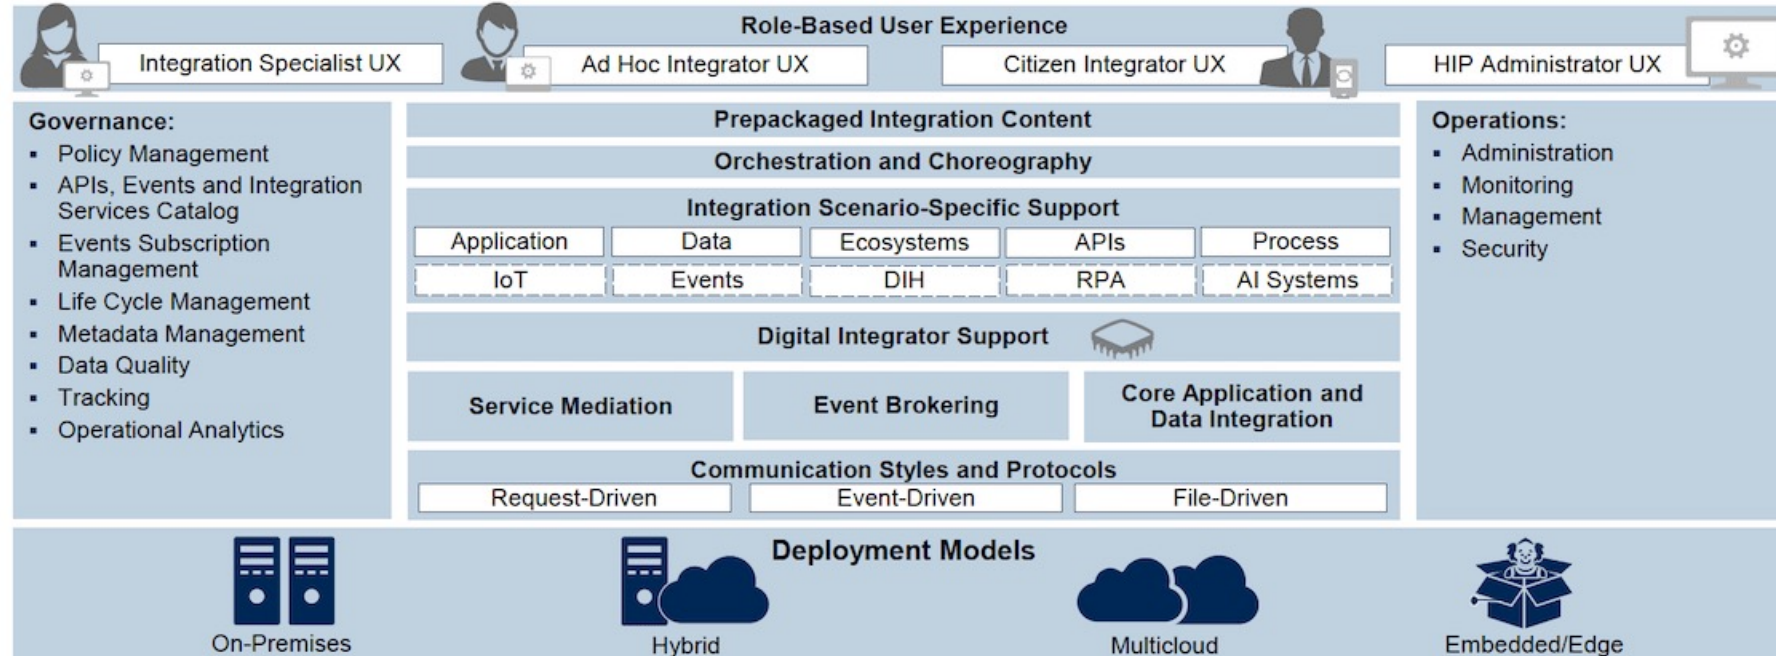 Role-Based User Experience
Integration Specialist UX
Ad Hoc Integrator UX
Citizen Integrator UX
HIP Administrator UX
Governance:
▪ Policy Management
▪ APIs, Events and Integration
Services Catalog
▪ Events Subscription
Management
▪ Life Cycle Management
▪ Metadata Management
▪ Data Quality
▪ Tracking
▪ Operational Analytics
Prepackaged Integration Content
Orchestration and Choreography
Integration Scenario-Specific Support
Application
Data
Ecosystems
APIs
Process
IoT
Events
DIH
RPA
AI Systems
Digital Integrator Support
Service Mediation
Event Brokering
Core Application and
Data Integration
Communication Styles and Protocols
Request-Driven
Event-Driven
File-Driven
Operations:
▪ Administration
▪ Monitoring
▪ Management
▪ Security
Deployment Models
On-Premises
Hybrid
Multicloud
Embedded/Edge